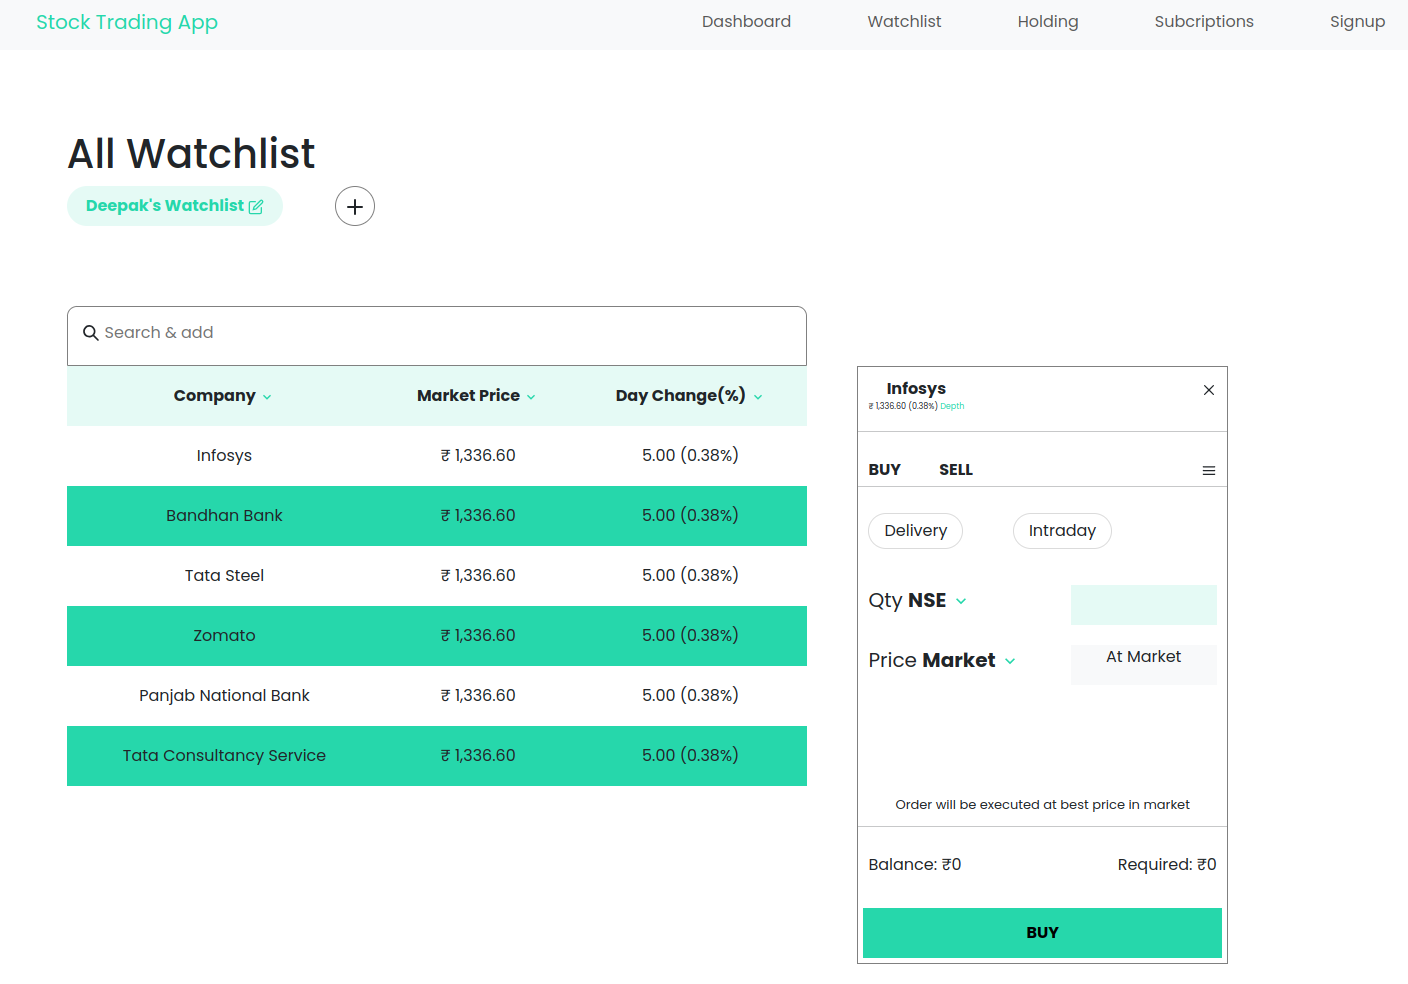 Stock Trading App Dashboard Watchlist Holding Subcriptions Signup
All Watchlist
Deepak's Watchlist
Search & add
Company Market Price Day Change(%)
Infosys ₹ 1,336.60 5.00 (0.38%)
Bandhan Bank ₹ 1,336.60 5.00 (0.38%)
Tata Steel ₹ 1,336.60 5.00 (0.38%)
Zomato ₹ 1,336.60 5.00 (0.38%)
Panjab National Bank ₹ 1,336.60 5.00 (0.38%)
Tata Consultancy Service ₹ 1,336.60 5.00 (0.38%)
Infosys
₹ 1,336.60 (0.38%) Depth
BUY SELL
Delivery Intraday
Qty NSE
Price Market At Market
Order will be executed at best price in market
Balance: ₹0 Required: ₹0
BUY